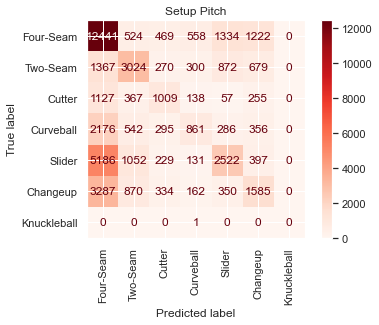 Setup Pitch
Four-Seam 12441 524 469 558 1334 1222 0
Two-Seam 1367 3024 270 300 872 679 0
Cutter 1127 367 1009 138 57 255 0
Curveball 2176 542 295 861 286 356 0
Slider 5186 1052 229 131 2522 397 0
Changeup 3287 870 334 162 350 1585 0
Knuckleball 0 0 0 1 0 0 0
True label
Four-Seam
Two-Seam
Cutter
Curveball
Slider
Changeup
Knuckleball
Predicted label
12000
10000
8000
6000
4000
2000
0